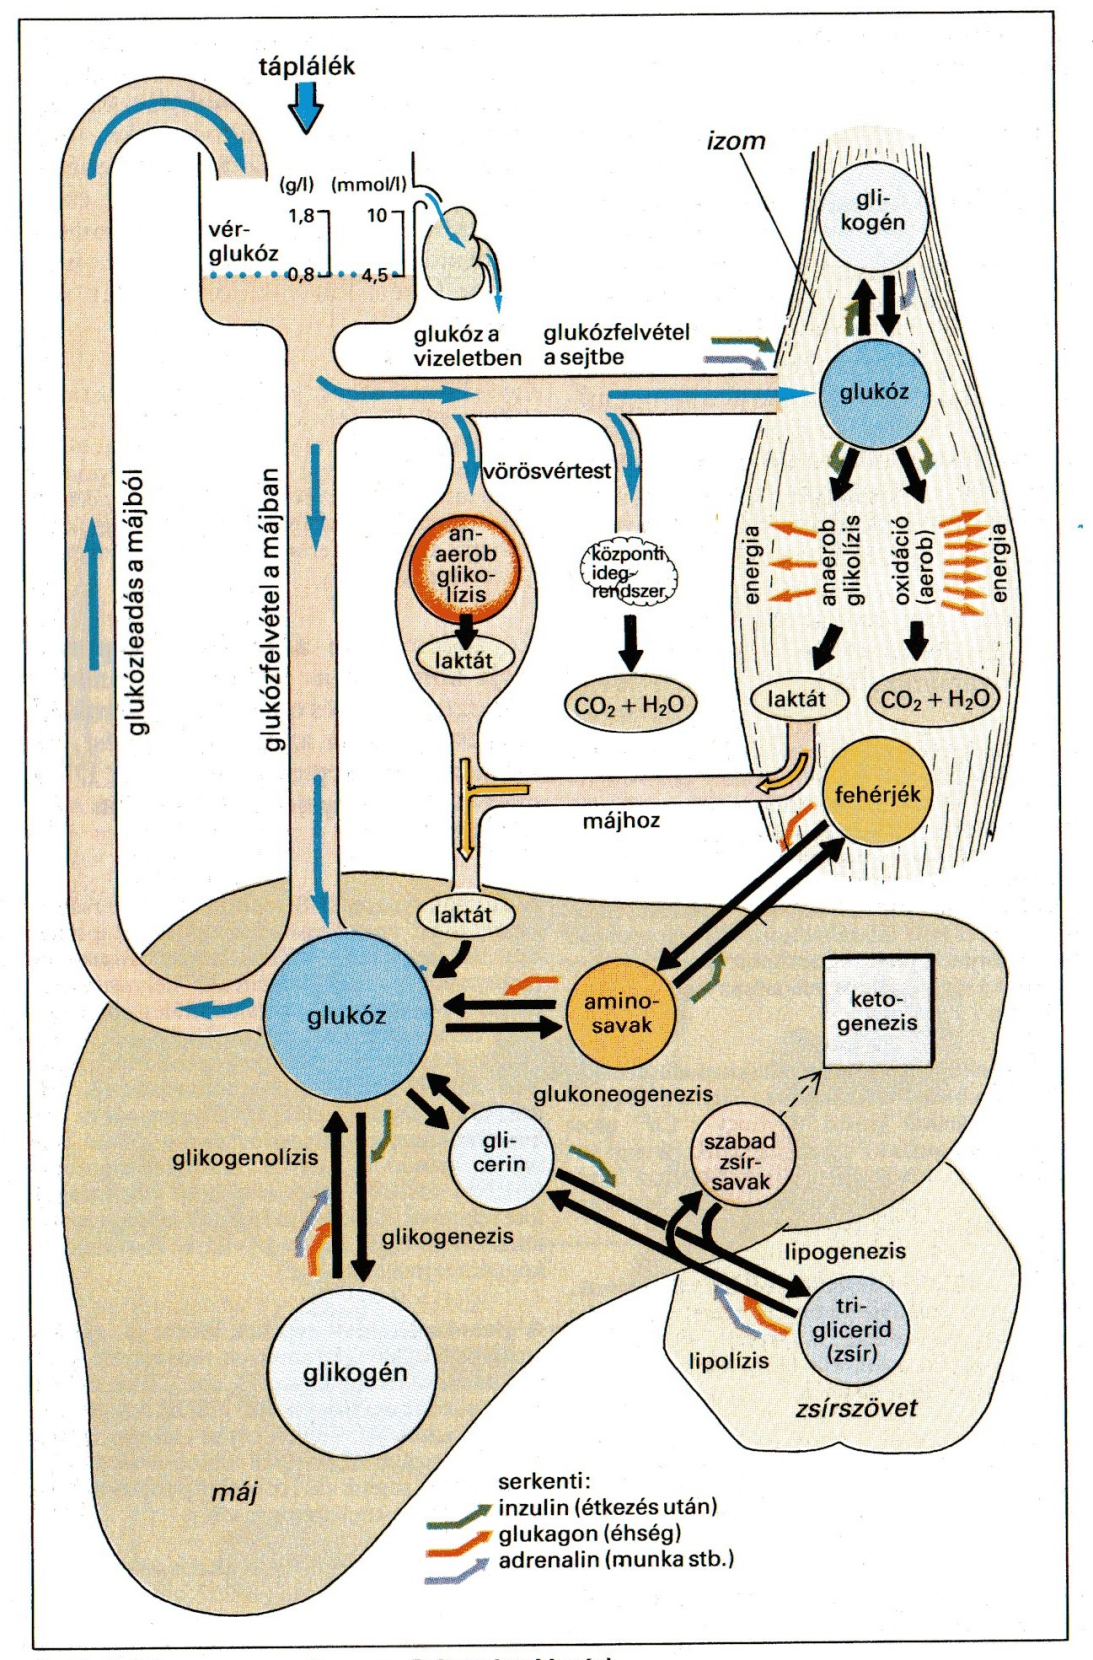 táplálék
izom
(g/l) (mmol/l)
1,8 10
vér-
glukóz
0,8 4,5
gli-
kogén
glukóz a
vizeletben
glukózfelvétel
a sejtbe
glukóz
glukózleadás a májból
glukózfelvétel a májban
vörösvértest
an-
aerob
gliko-
lízis
laktát
központi
ideg-
rendszer
CO₂ + H₂O
energia
anaerob
glikolízis
oxidáció
(aerob)
energia
laktát
CO₂ + H₂O
fehérjék
májhoz
laktát
glukóz
amino-
savak
keto-
genezis
glukoneogenezis
glikogenolízis
gli-
cerin
szabad
zsír-
savak
glikogenezis
lipogenezis
tri-
glicerid
(zsír)
lipolízis
glikogén
zsírszövet
máj
serkenti:
inzulin (étkezés után)
glukagon (éhség)
adrenalin (munka stb.)